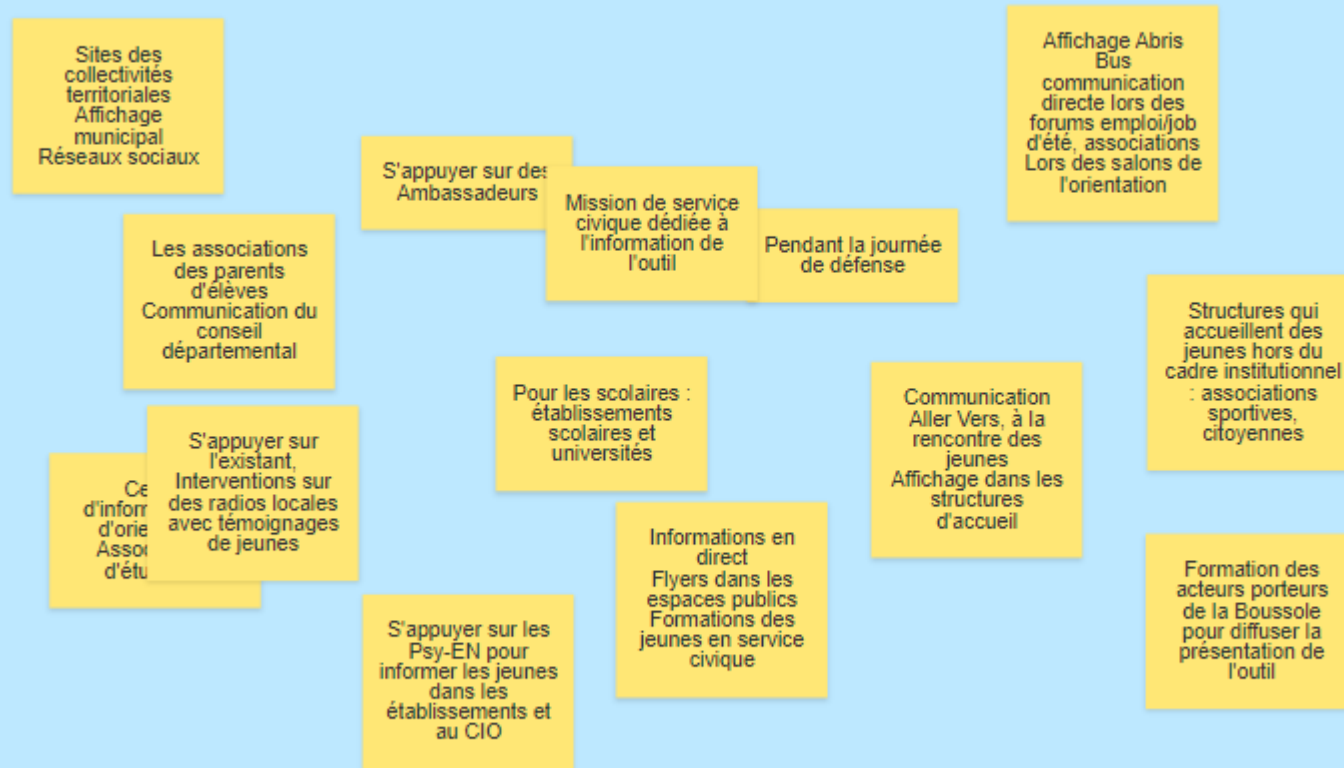 Sites des
collectivités
territoriales
Affichage
municipal
Réseaux sociaux
Affichage Abris
Bus
communication
directe lors des
forums emploi/job
d'été, associations
Lors des salons de
l'orientation
S'appuyer sur des
Ambassadeurs
Mission de service
civique dédiée à
l'information de
l'outil
Pendant la journée
de défense
Les associations
des parents
d'élèves
Communication du
conseil
départemental
Structures qui
accueillent des
jeunes hors du
cadre institutionnel
: associations
sportives,
citoyennes
Pour les scolaires :
établissements
scolaires et
universités
Communication
Aller Vers, à la
rencontre des
jeunes
Affichage dans les
structures
d'accueil
S'appuyer sur
l'existant,
Interventions sur
des radios locales
avec témoignages
de jeunes
Informations en
direct
Flyers dans les
espaces publics
Formations des
jeunes en service
civique
Formation des
acteurs porteurs
de la Boussole
pour diffuser la
présentation de
l'outil
S'appuyer sur les
Psy-EN pour
informer les jeunes
dans les
établissements et
au CIO